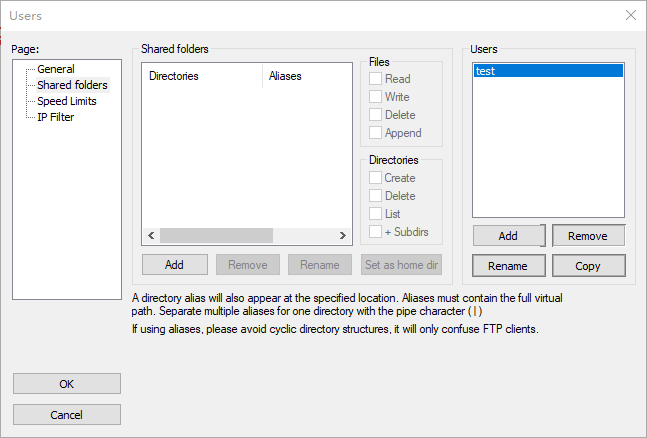 Users
Page:
General
Shared folders
Speed Limits
IP Filter
OK
Cancel
Shared folders
Directories Aliases
Add Remove Rename Set as home dir
Files
Read
Write
Delete
Append
Directories
Create
Delete
List
+ Subdirs
Users
test
Add Remove
Rename Copy
A directory alias will also appear at the specified location. Aliases must contain the full virtual
path. Separate multiple aliases for one directory with the pipe character (|)
If using aliases, please avoid cyclic directory structures, it will only confuse FTP clients.